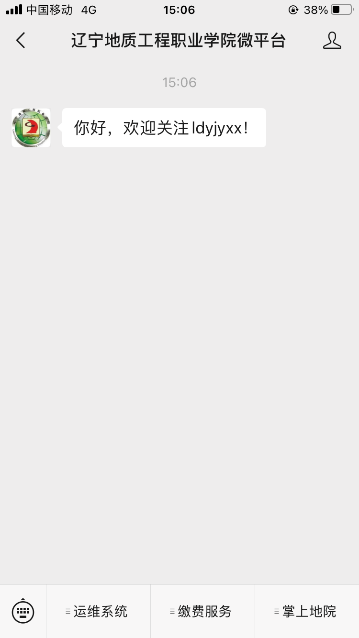 中国移动 4G 15:06 38%
辽宁地质工程职业学院微平台
15:06
你好，欢迎关注ldyjyxx！
运维系统 缴费服务 掌上地院